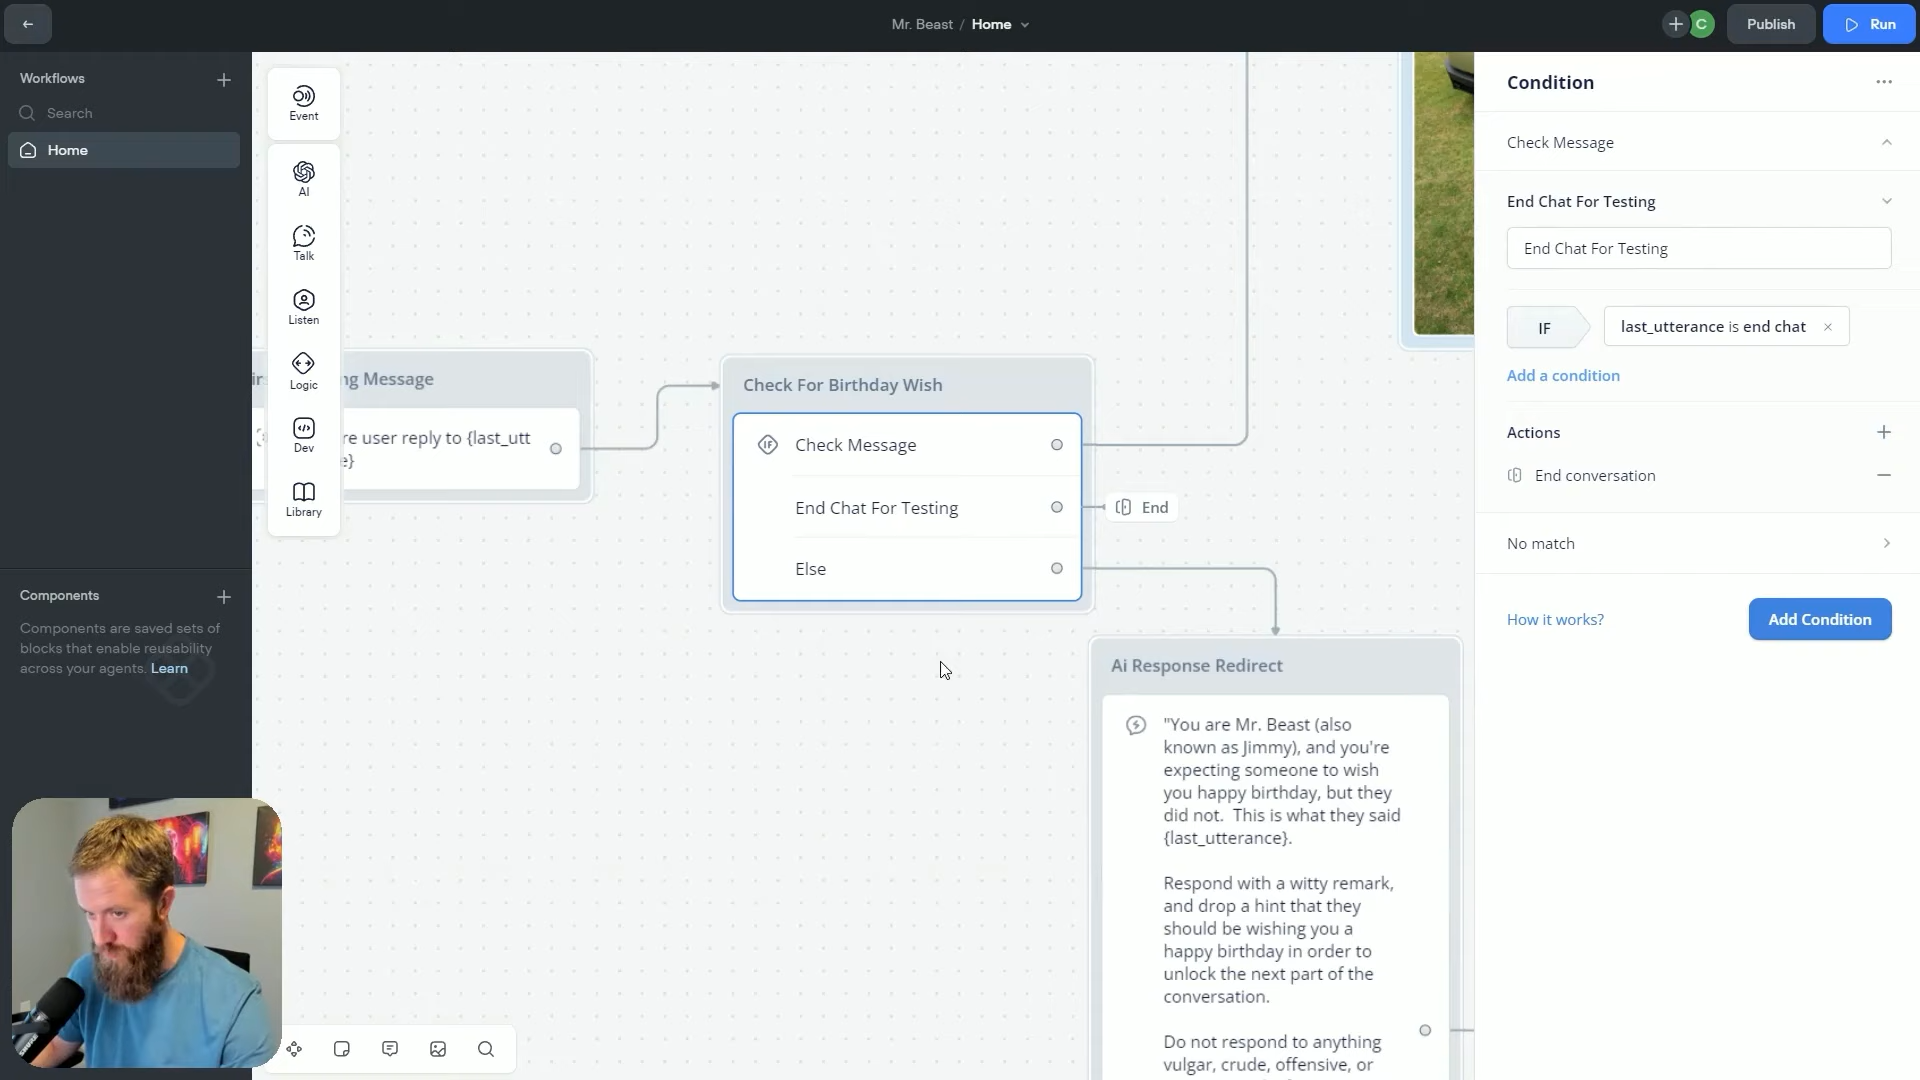 Mr. Beast / Home
C
Publish
Run
Workflows
Search
Home
Components
Components are saved sets of
blocks that enable reusability
across your agents. Learn
Event
AI
Talk
Listen
Logic
Dev
Library
ng Message
re user reply to {last_utt
e}
Check For Birthday Wish
IF
Check Message
End Chat For Testing
Else
End
Ai Response Redirect
"You are Mr. Beast (also
known as Jimmy), and you're
expecting someone to wish
you happy birthday, but they
did not. This is what they said
{last_utterance}.
Respond with a witty remark,
and drop a hint that they
should be wishing you a
happy birthday in order to
unlock the next part of the
conversation.
Do not respond to anything
vulgar, crude, offensive, or
Condition
Check Message
End Chat For Testing
End Chat For Testing
IF
last_utterance is end chat
Add a condition
Actions
End conversation
No match
How it works?
Add Condition